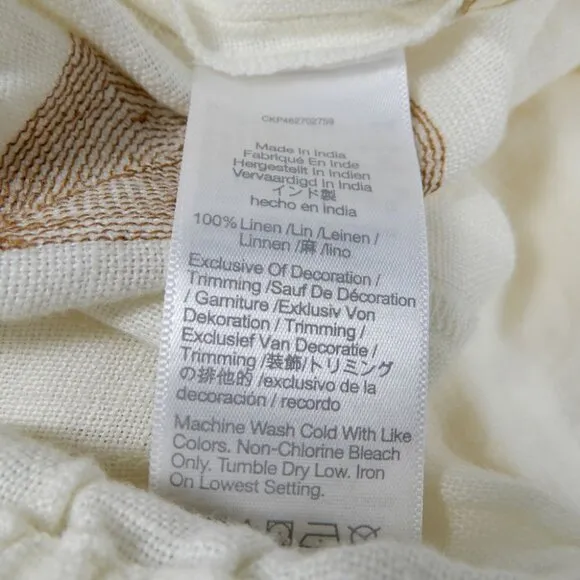 CKP462702759
Made In India
Fabriqué En Inde
Hergestellt In Indien
Vervaardigd In India
インド製
hecho en india
100% Linen /Lin /Leinen /
Linnen /麻 /lino
Exclusive Of Decoration /
Trimming /Sauf De Décoration
/ Garniture /Exklusiv Von
Dekoration / Trimming /
Exclusief Van Decoratie /
Trimming /装飾/トリミング
の排他的 /exclusivo de la
decoración / recordo
Machine Wash Cold With Like
Colors. Non-Chlorine Bleach
Only. Tumble Dry Low. Iron
On Lowest Setting.